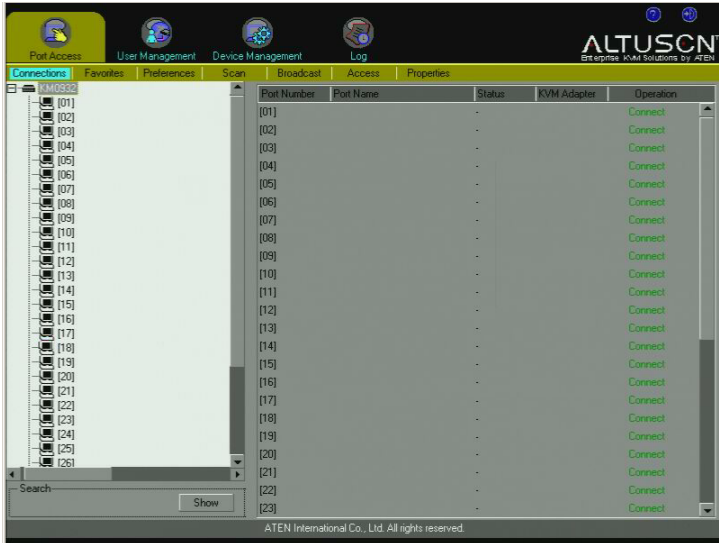 Port Access User Management Device Management Log
ALTUSCN
Enterprise KVM Solutions by ATEN
Connections Favorites Preferences Scan Broadcast Access Properties
KM0932
[01]
[02]
[03]
[04]
[05]
[06]
[07]
[08]
[09]
[10]
[11]
[12]
[13]
[14]
[15]
[16]
[17]
[18]
[19]
[20]
[21]
[22]
[23]
[24]
[25]
[26]
Search
Show
Port Number Port Name Status KVM Adapter Operation
[01] - Connect
[02] - Connect
[03] - Connect
[04] - Connect
[05] - Connect
[06] - Connect
[07] - Connect
[08] - Connect
[09] - Connect
[10] - Connect
[11] - Connect
[12] - Connect
[13] - Connect
[14] - Connect
[15] - Connect
[16] - Connect
[17] - Connect
[18] - Connect
[19] - Connect
[20] - Connect
[21] - Connect
[22] - Connect
[23] - Connect
ATEN International Co., Ltd. All rights reserved.